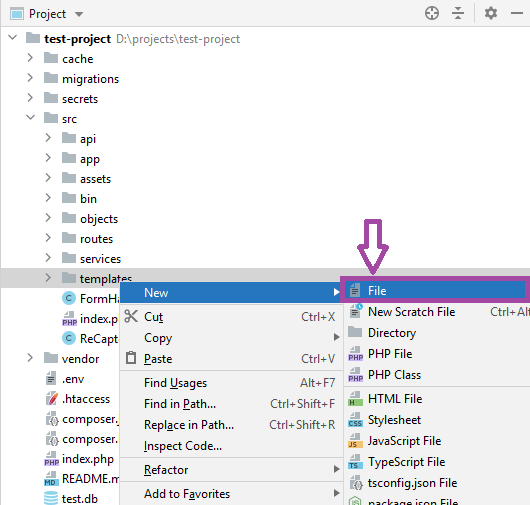 Project
test-project D:\projects\test-project
cache
migrations
secrets
src
api
app
assets
bin
objects
routes
services
templates
New
File
FormHa
Cut Ctrl+X
New Scratch File Ctrl+Alt
index.p
Copy
Directory
ReCapt
Paste Ctrl+V
PHP File
vendor
PHP Class
.env
Find Usages Alt+F7
HTML File
.htaccess
Find in Path... Ctrl+Shift+F
Stylesheet
composer.j
Replace in Path... Ctrl+Shift+R
JavaScript File
composer.
Inspect Code...
TypeScript File
index.php
Refactor
tsconfig.json File
README.m
Add to Favorites
package.json File
test.db